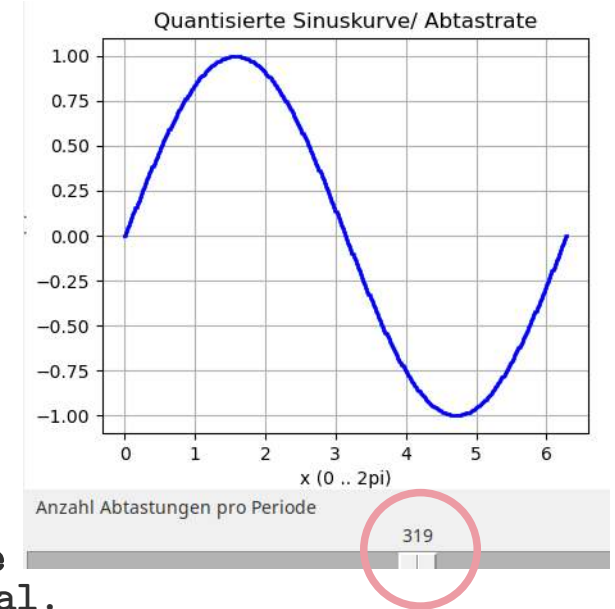 Quantisierte Sinuskurve/ Abtastrate
1.00
0.75
0.50
0.25
0.00
−0.25
−0.50
−0.75
−1.00
0 1 2 3 4 5 6
x (0 .. 2pi)
Anzahl Abtastungen pro Periode
319